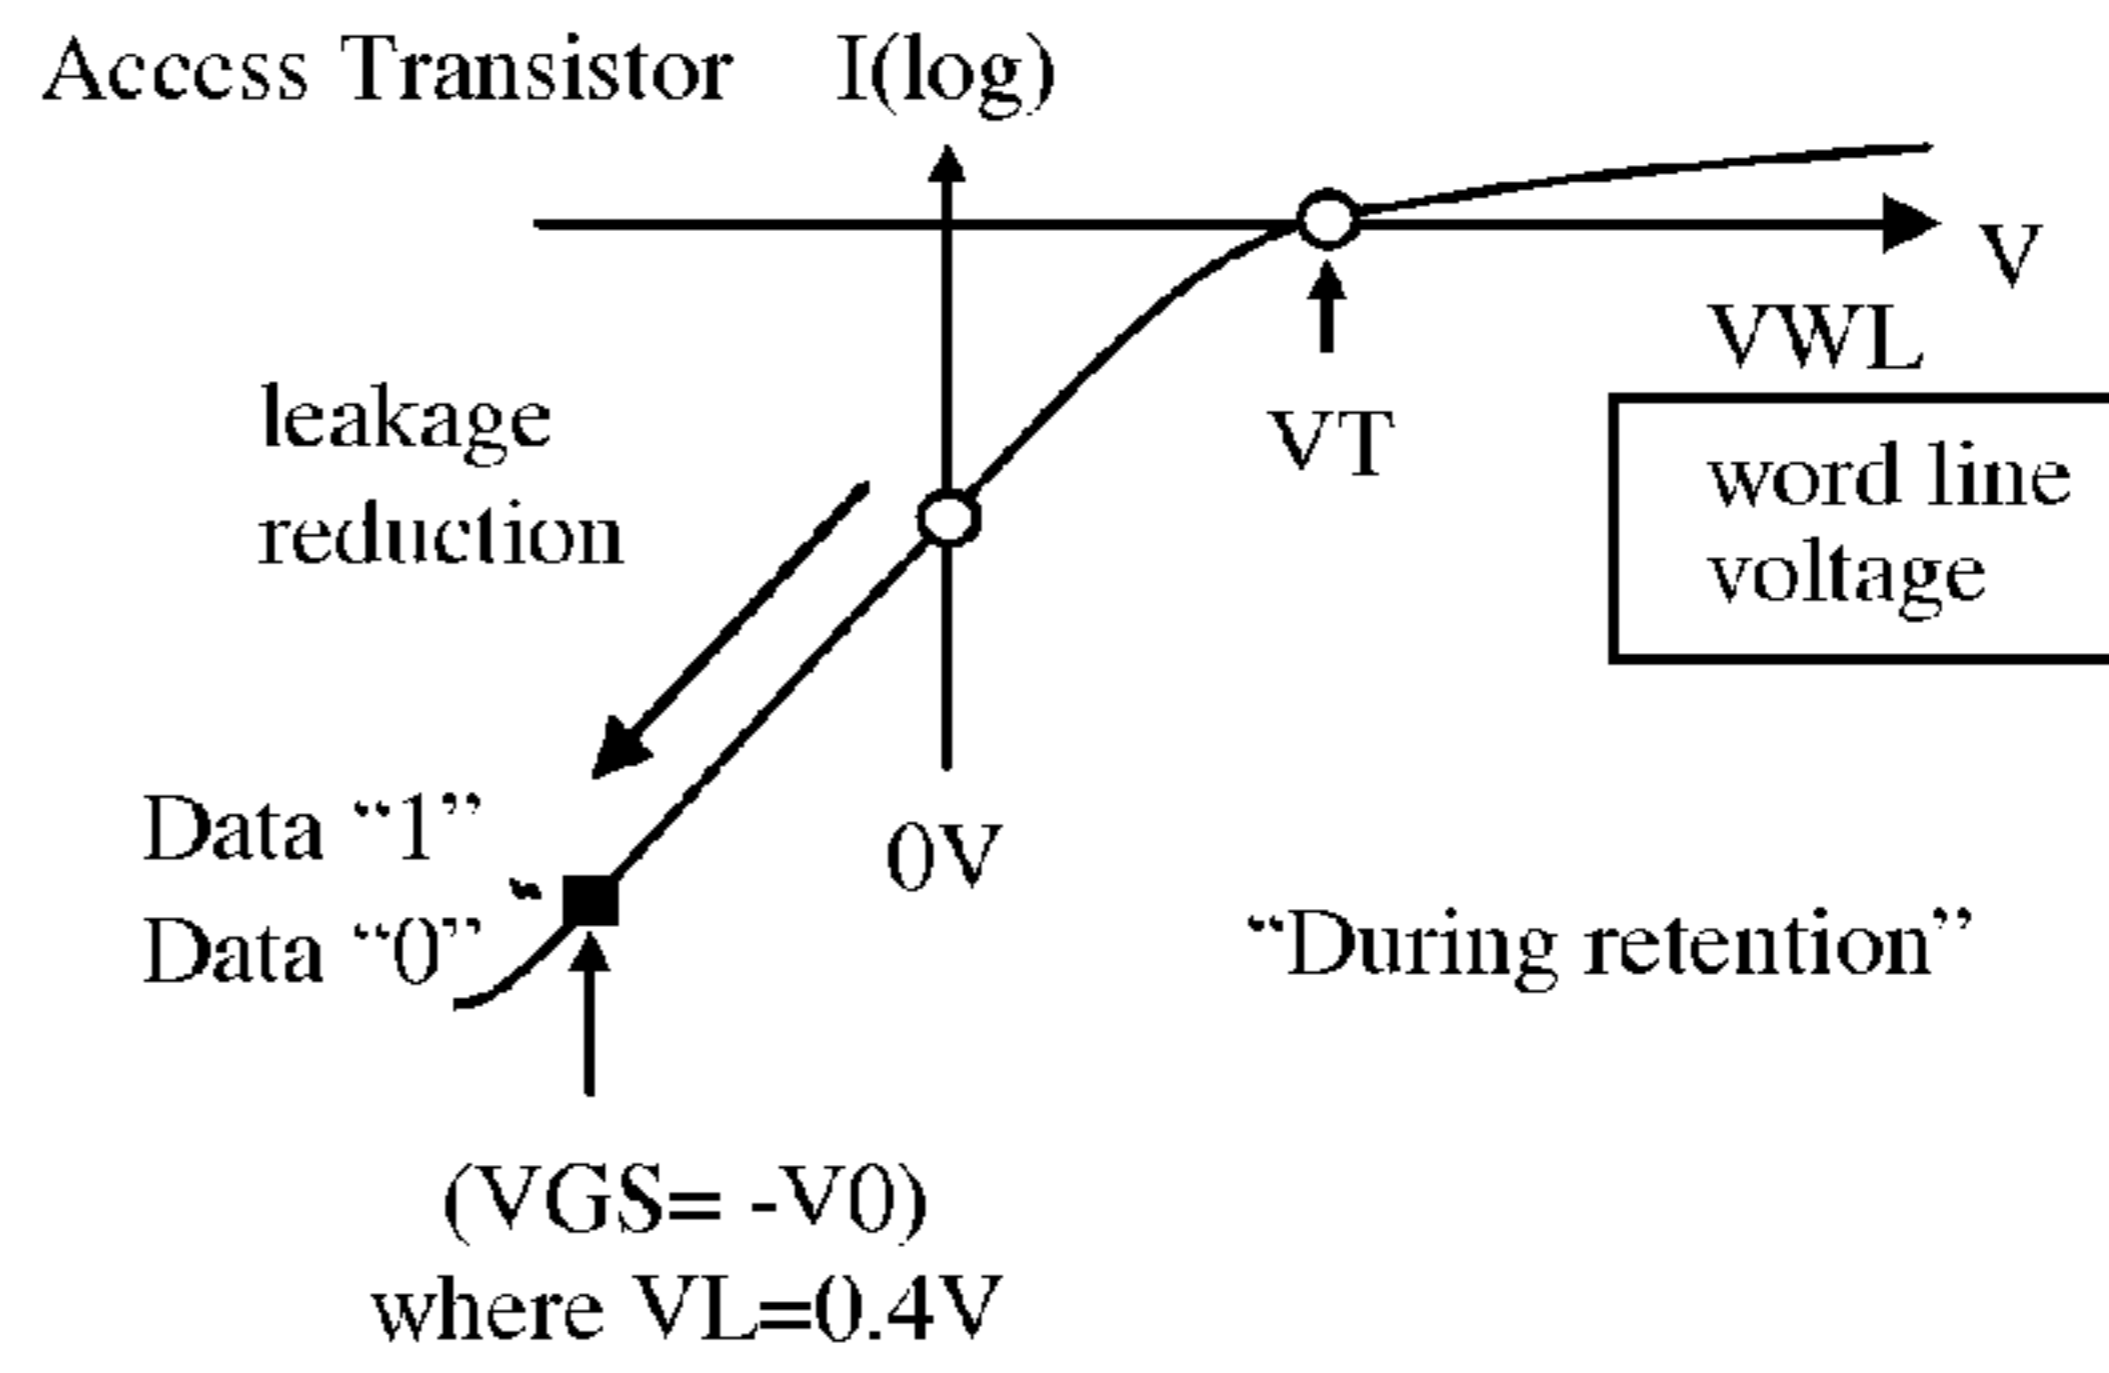 Access Transistor I(log)
V
VWL
leakage
reduction
VT
word line
voltage
Data "1"
0V
Data "0"
"During retention"
(VGS= -V0)
where VL=0.4V